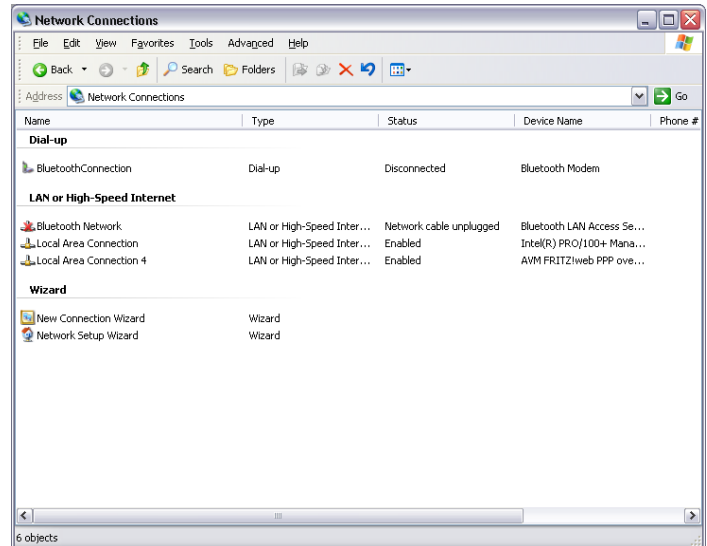 Network Connections
File Edit View Favorites Tools Advanced Help
Back Search Folders
Address Network Connections Go
Name Type Status Device Name Phone #
Dial-up
BluetoothConnection Dial-up Disconnected Bluetooth Modem
LAN or High-Speed Internet
Bluetooth Network LAN or High-Speed Inter... Network cable unplugged Bluetooth LAN Access Se...
Local Area Connection LAN or High-Speed Inter... Enabled Intel(R) PRO/100+ Mana...
Local Area Connection 4 LAN or High-Speed Inter... Enabled AVM FRITZ!web PPP ove...
Wizard
New Connection Wizard Wizard
Network Setup Wizard Wizard
6 objects